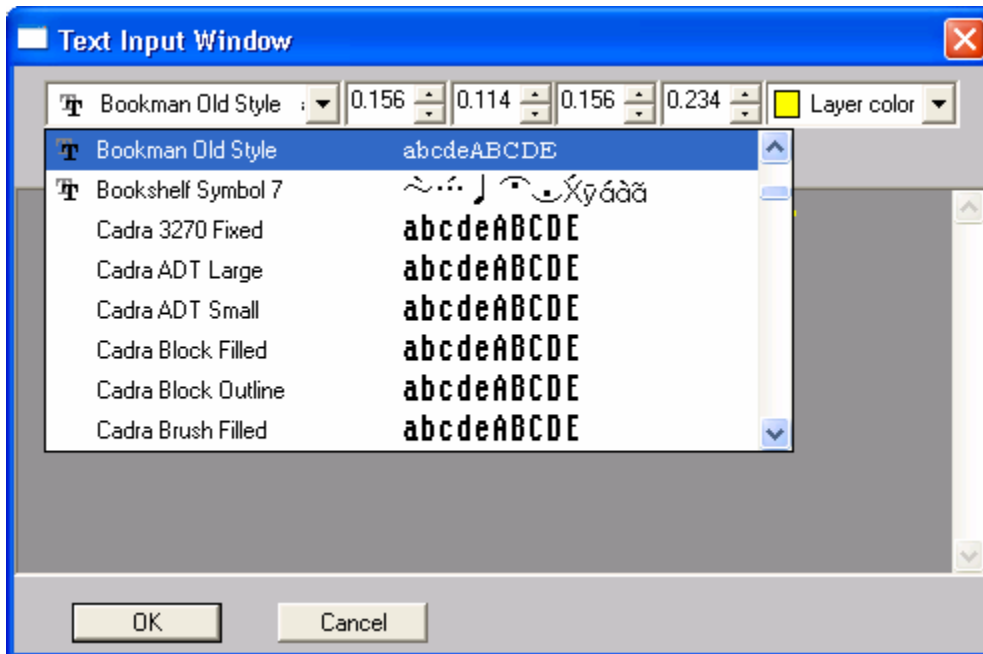 Text Input Window
Bookman Old Style 0.156 0.114 0.156 0.234 Layer color
Bookman Old Style abcdeABCDE
Bookshelf Symbol 7
Cadra 3270 Fixed abcdeABCDE
Cadra ADT Large abcdeABCDE
Cadra ADT Small abcdeABCDE
Cadra Block Filled abcdeABCDE
Cadra Block Outline abcdeABCDE
Cadra Brush Filled abcdeABCDE
OK Cancel